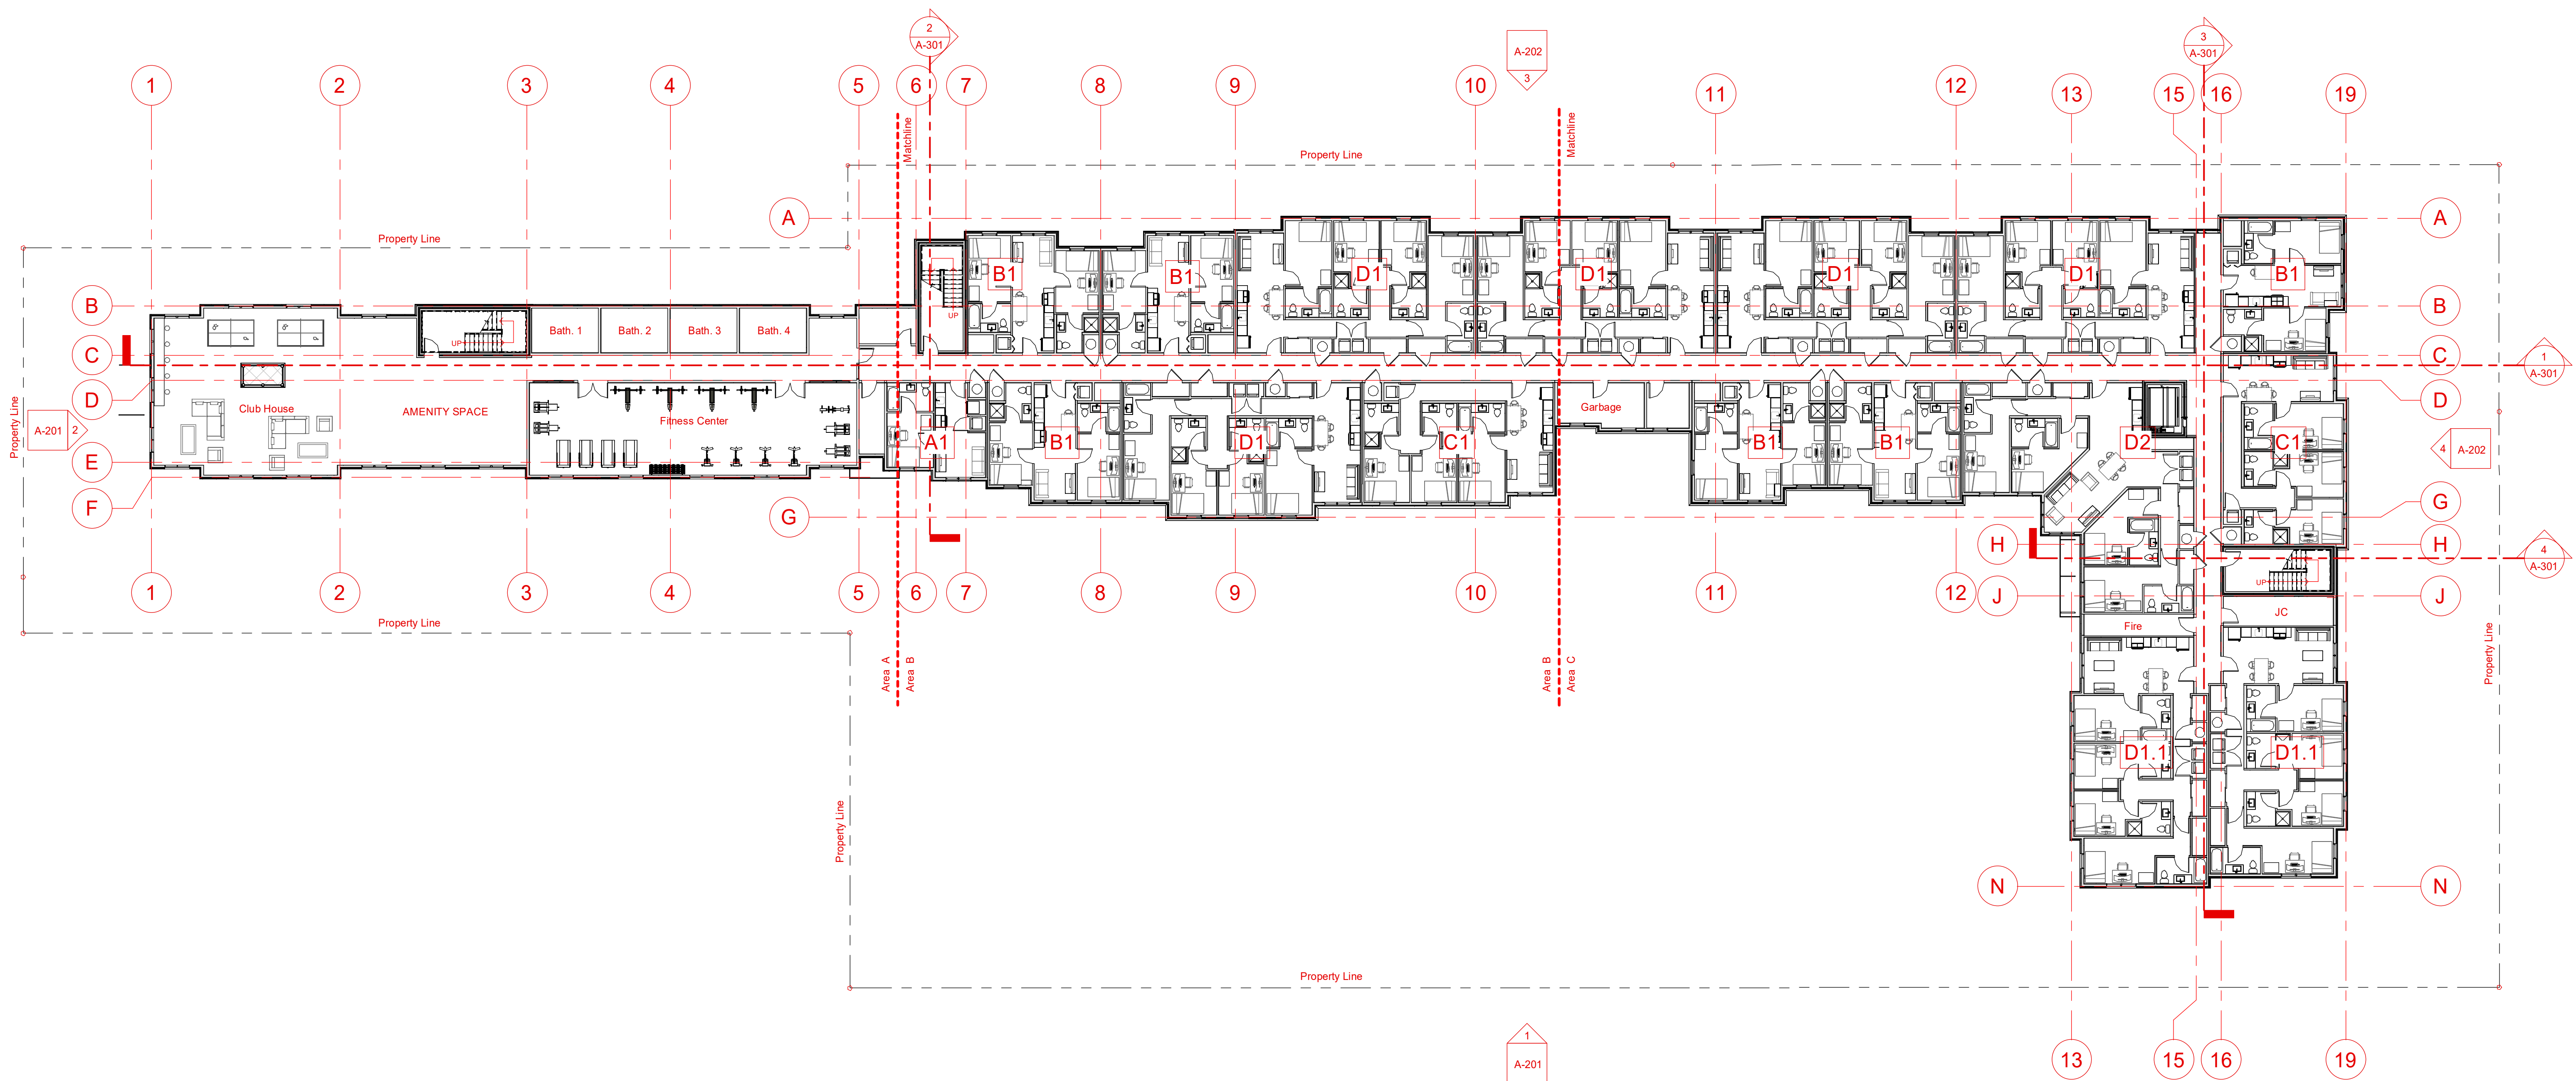 2
A-301
A-202
3
3
A-301
1
2
3
4
5
6
7
8
9
10
11
12
13
15
16
19
Matchline
Matchline
Property Line
A
A
Property Line
B1
B1
D1
D1
D1
D1
B1
B
B
UP
Bath. 1
Bath. 2
Bath. 3
Bath. 4
UP
C
C
1
A-301
D
D
Club House
AMENITY SPACE
Fitness Center
Garbage
Property Line
A-201
2
A1
B1
D1
C1
B1
B1
D2
C1
4
A-202
E
F
G
G
H
H
4
A-301
UP
1
2
3
4
5
6
7
8
9
10
11
12
J
J
JC
Fire
Property Line
Area A
Area B
Area B
Area C
Property Line
D1.1
D1.1
Property Line
N
N
Property Line
1
A-201
13
15
16
19